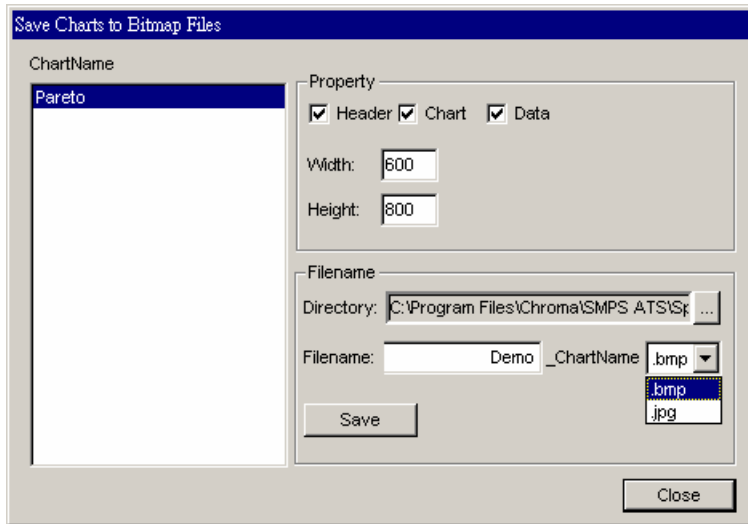 Save Charts to Bitmap Files
ChartName
Pareto
Property
Header Chart Data
Width: 600
Height: 800
Filename
Directory: C:\Program Files\Chroma\SMPS ATS\Sp ...
Filename: Demo _ChartName .bmp
.bmp
.jpg
Save
Close